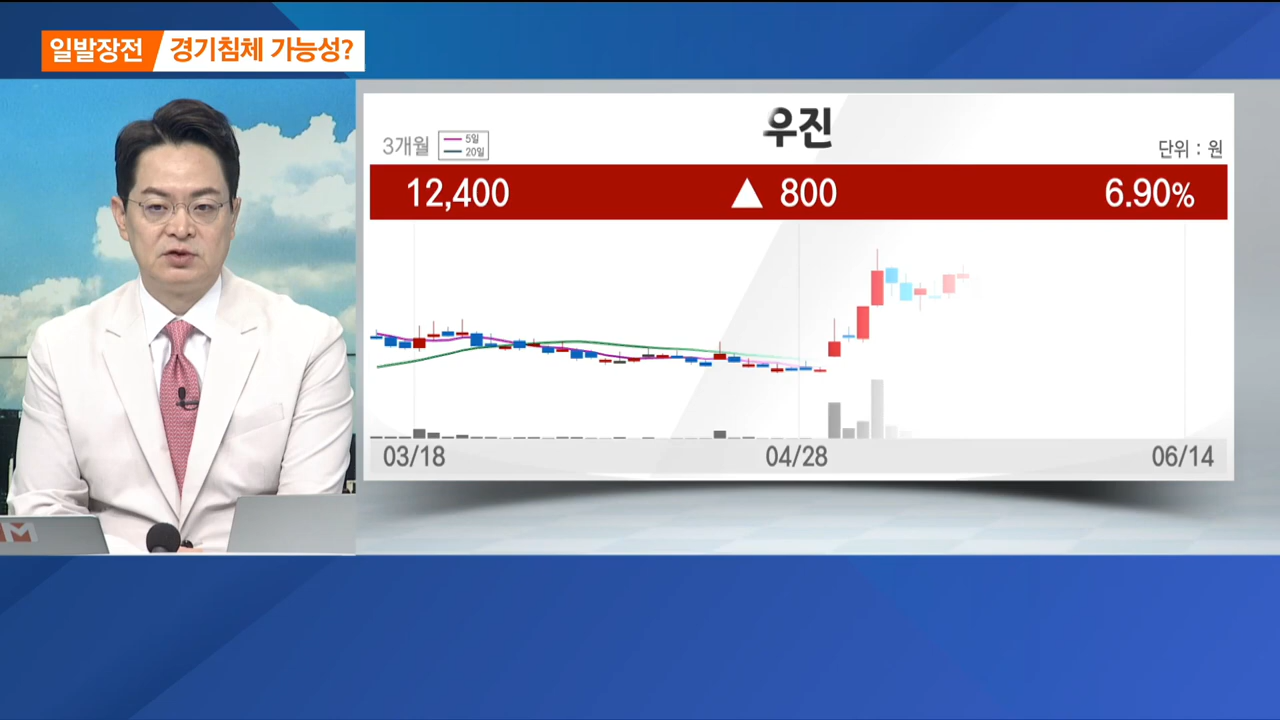 일발장전 경기침체 가능성?
우진
3개월
5일
20일
단위 : 원
12,400 ▲ 800 6.90%
03/18 04/28 06/14
M